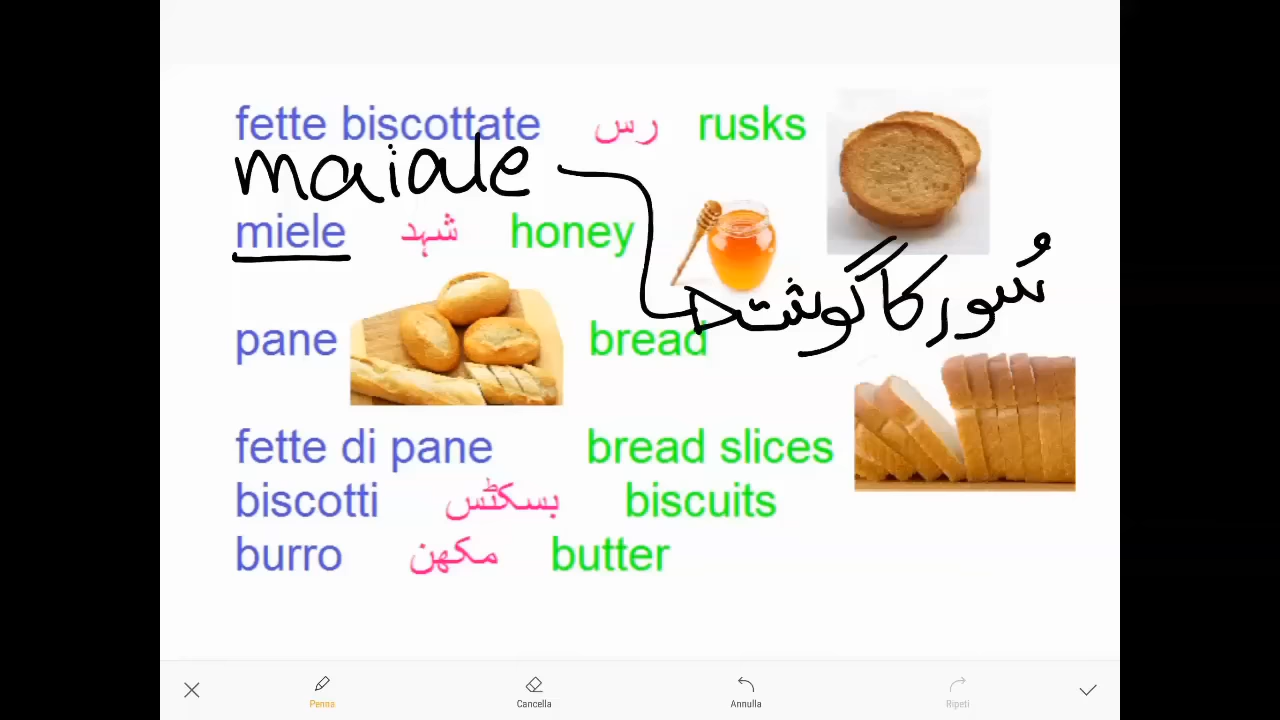 fette biscottate رس rusks
maiale
miele شہد honey
سُور کا گوشت
pane bread
fette di pane bread slices
biscotti بسکٹس biscuits
burro مکھن butter
Penna Cancella Annulla Ripeti